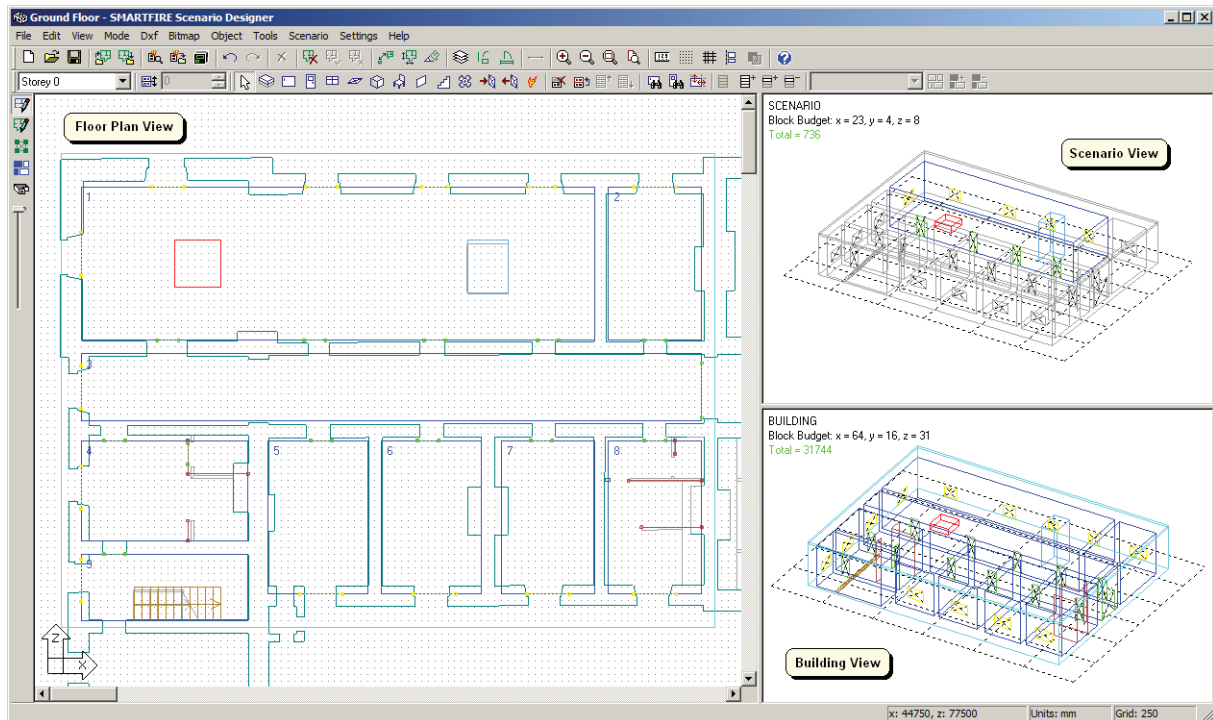 Ground Floor - SMARTFIRE Scenario Designer
File Edit View Mode Dxf Bitmap Object Tools Scenario Settings Help
Storey 0
0
Floor Plan View
1
2
3
4
5
6
7
8
9
Z
X
SCENARIO
Block Budget: x = 23, y = 4, z = 8
Total = 736
Scenario View
BUILDING
Block Budget: x = 64, y = 16, z = 31
Total = 31744
Building View
x: 44750, z: 77500 Units: mm Grid: 250